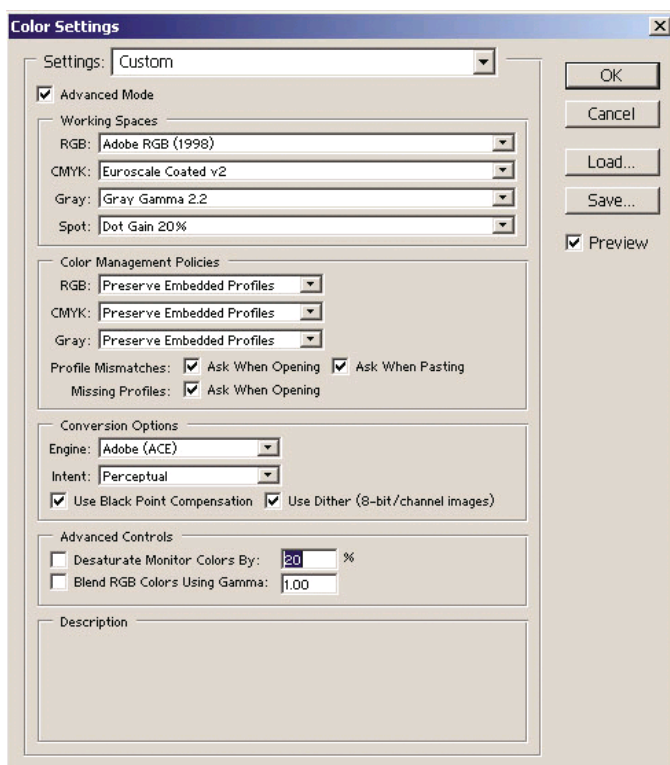 Color Settings
Settings: Custom
OK
Advanced Mode
Cancel
Working Spaces
RGB: Adobe RGB (1998)
CMYK: Euroscale Coated v2
Load...
Gray: Gray Gamma 2.2
Save...
Spot: Dot Gain 20%
Preview
Color Management Policies
RGB: Preserve Embedded Profiles
CMYK: Preserve Embedded Profiles
Gray: Preserve Embedded Profiles
Profile Mismatches: Ask When Opening Ask When Pasting
Missing Profiles: Ask When Opening
Conversion Options
Engine: Adobe (ACE)
Intent: Perceptual
Use Black Point Compensation Use Dither (8-bit/channel images)
Advanced Controls
Desaturate Monitor Colors By: 20 %
Blend RGB Colors Using Gamma: 1.00
Description